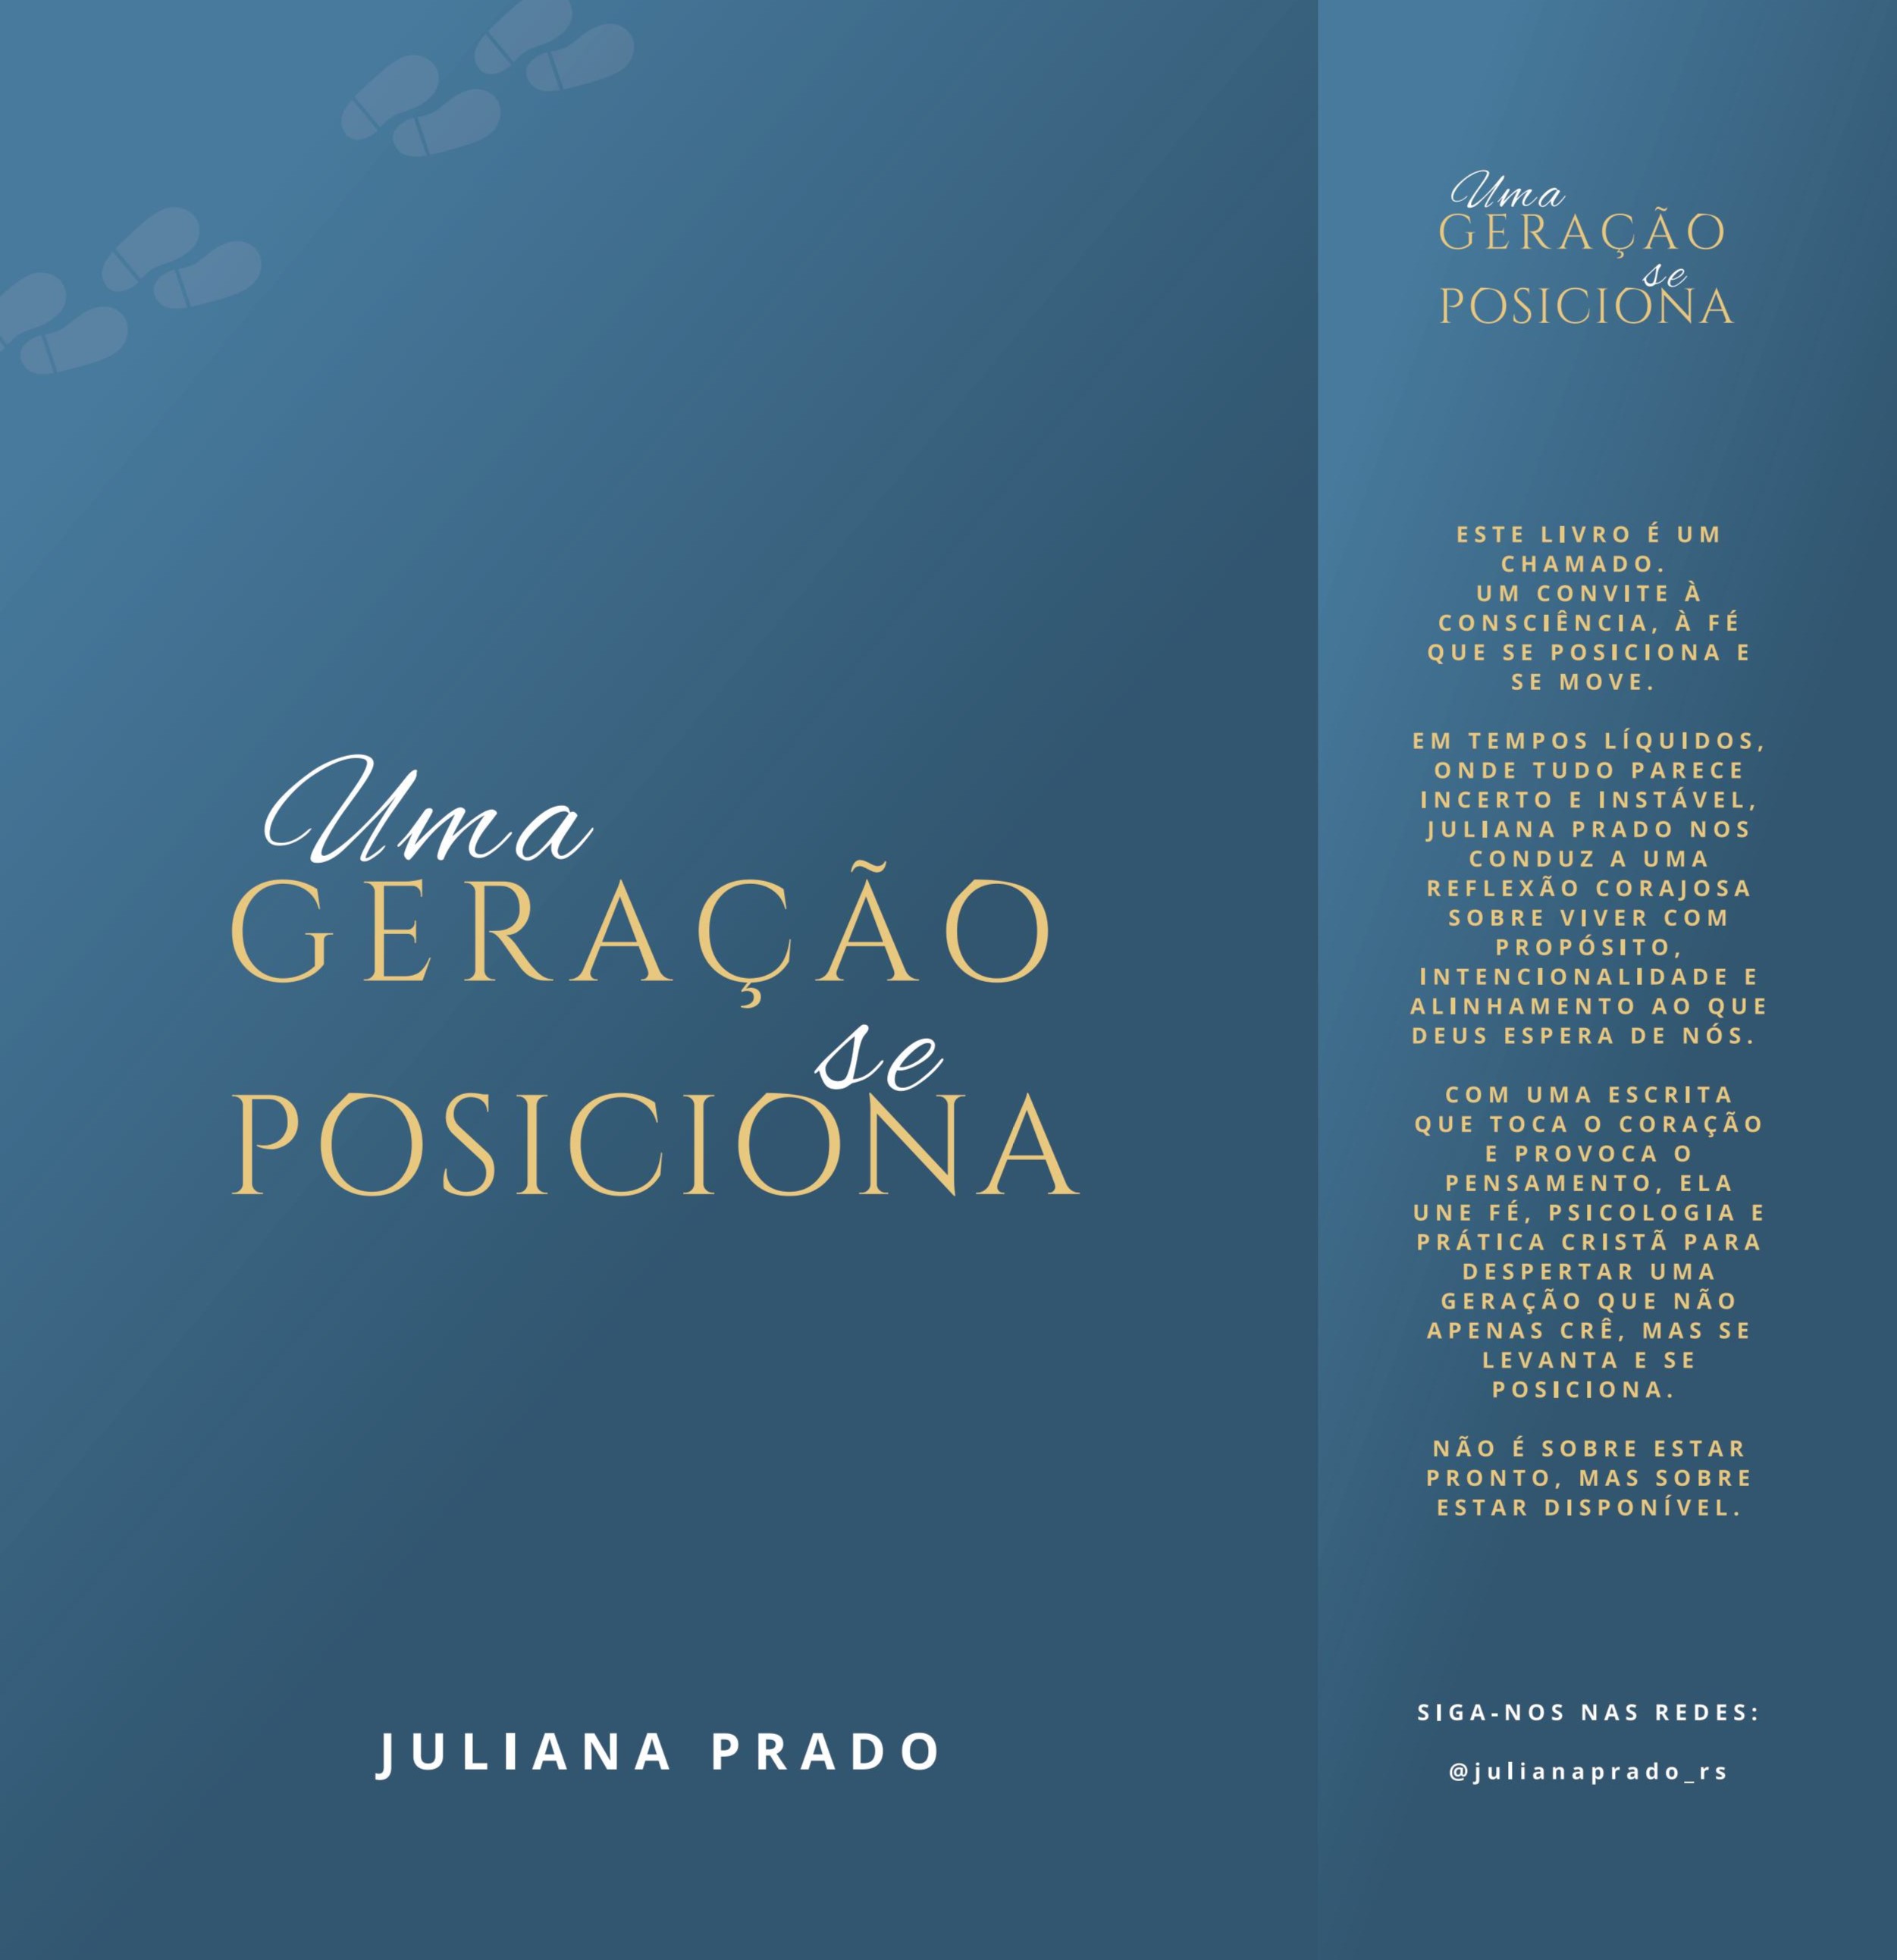 Uma
GERAÇÃO
se
POSICIONA
JULIANA PRADO
Uma
GERAÇÃO
se
POSICIONA
ESTE LIVRO É UM
CHAMADO.
UM CONVITE À
CONSCIÊNCIA, À FÉ
QUE SE POSICIONA E
SE MOVE.
EM TEMPOS LÍQUIDOS,
ONDE TUDO PARECE
INCERTO E INSTÁVEL,
JULIANA PRADO NOS
CONDUZ A UMA
REFLEXÃO CORAJOSA
SOBRE VIVER COM
PROPÓSITO,
INTENCIONALIDADE E
ALINHAMENTO AO QUE
DEUS ESPERA DE NÓS.
COM UMA ESCRITA
QUE TOCA O CORAÇÃO
E PROVOCA O
PENSAMENTO, ELA
UNE FÉ, PSICOLOGIA E
PRÁTICA CRISTÃ PARA
DESPERTAR UMA
GERAÇÃO QUE NÃO
APENAS CRÊ, MAS SE
LEVANTA E SE
POSICIONA.
NÃO É SOBRE ESTAR
PRONTO, MAS SOBRE
ESTAR DISPONÍVEL.
SIGA-NOS NAS REDES:
@julianaprado_rs